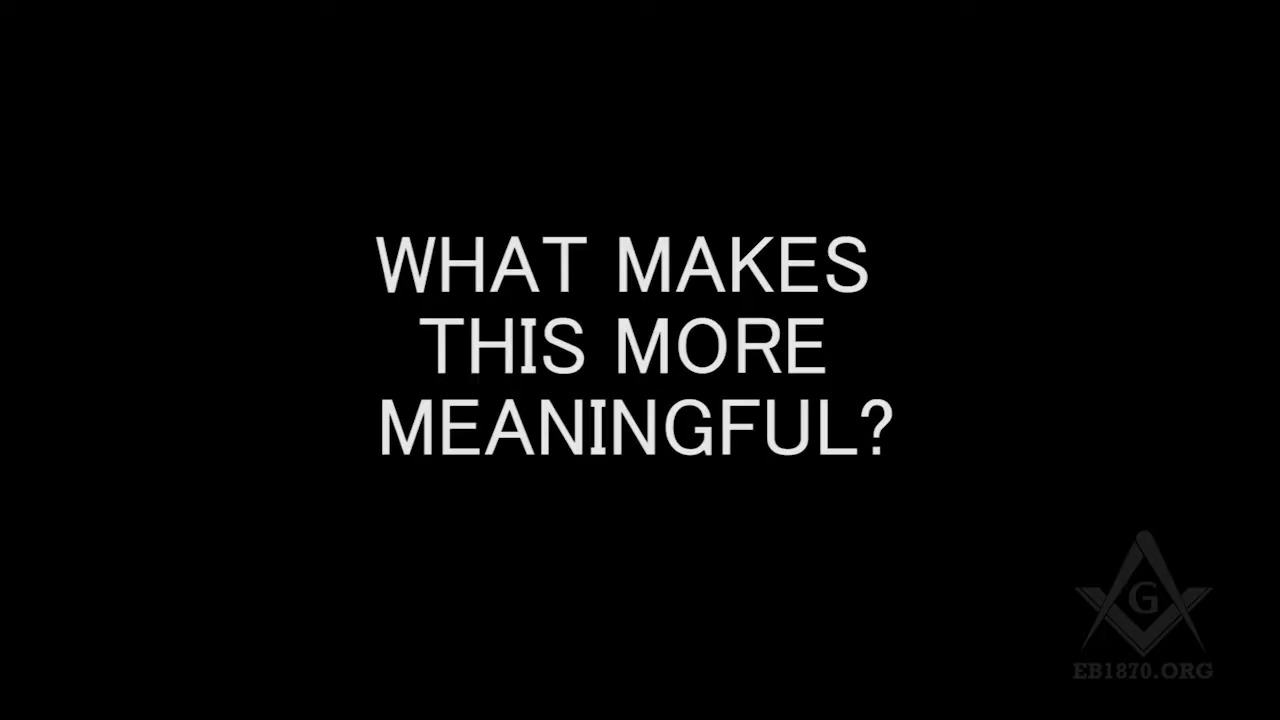 WHAT MAKES
THIS MORE
MEANINGFUL?
G
EB1870.ORG